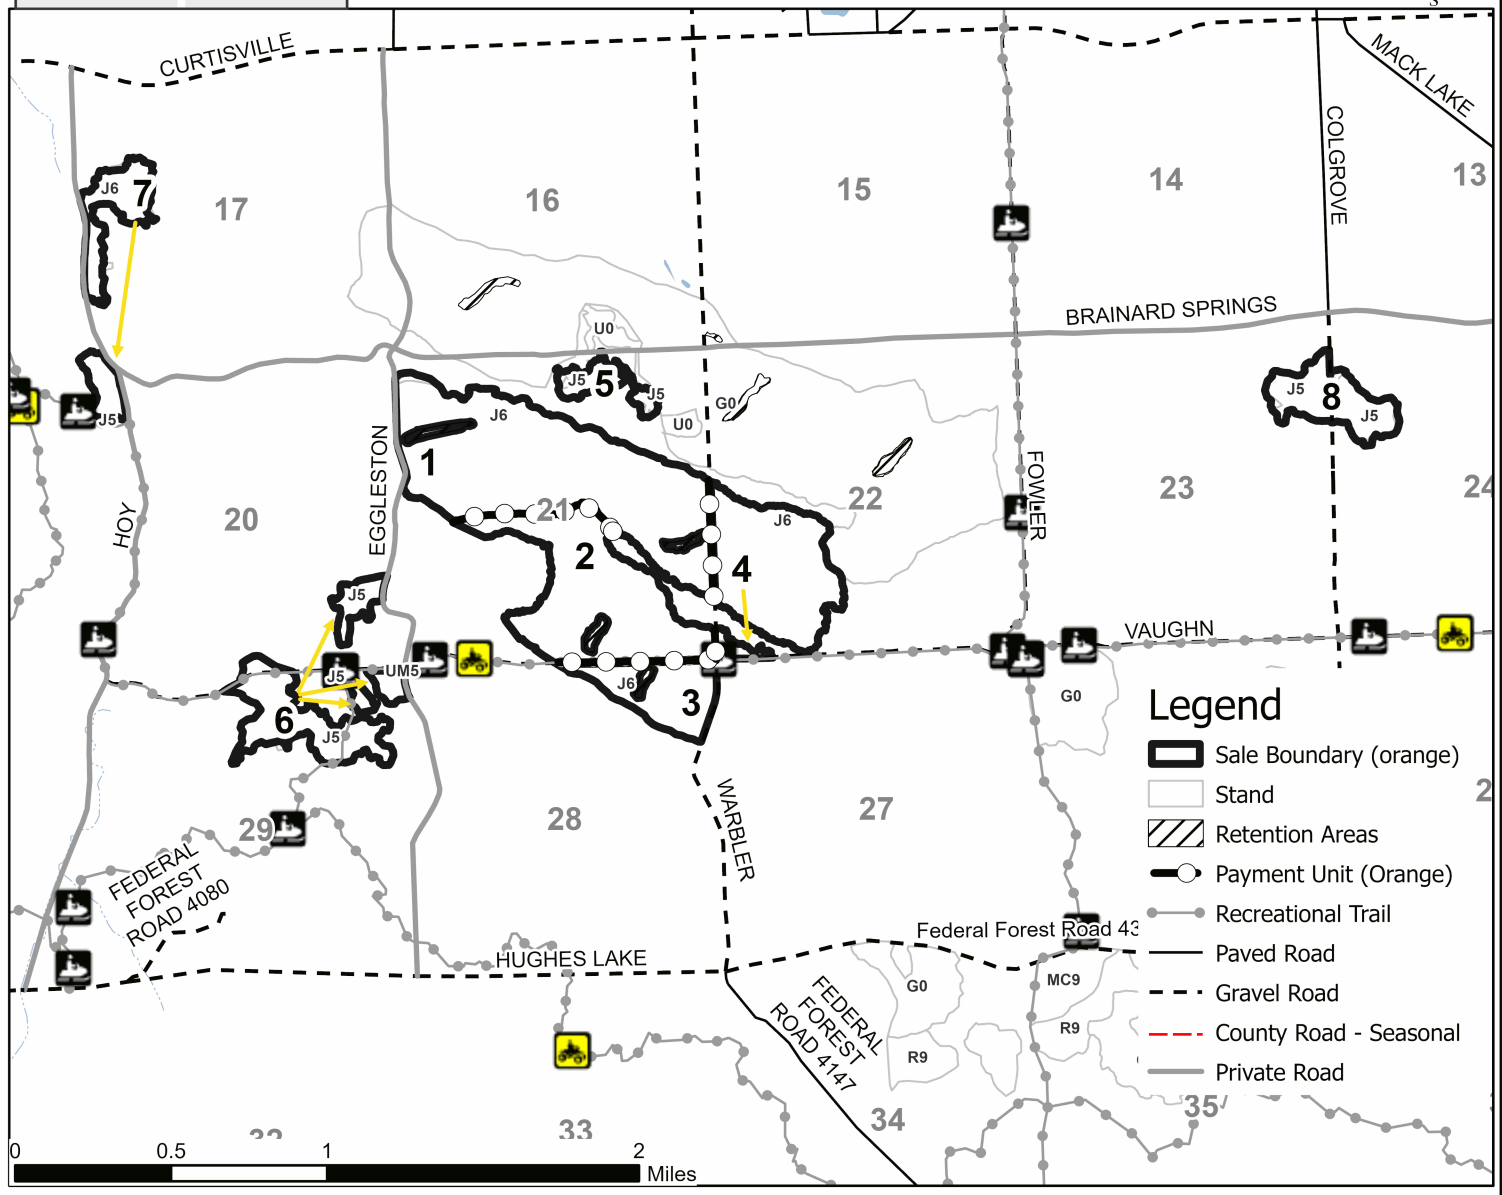 S
CURTISVILLE
MACK LAKE
COLGROVE
J6
7
17
16
15
14
13
BRAINARD SPRINGS
U0
J5
5
J5
J6
G0
U0
J5
8
J5
J5
1
EGGLESTON
HOY
20
21
22
J6
FOWLER
23
24
2
4
J5
VAUGHN
UM5
J5
J6
3
6
J5
G0
Legend
Sale Boundary (orange)
Stand
Retention Areas
Payment Unit (Orange)
Recreational Trail
Paved Road
Gravel Road
County Road - Seasonal
Private Road
WARBLER
28
27
29
2
FEDERAL
FOREST
ROAD 4080
Federal Forest Road 43
HUGHES LAKE
G0
MC9
R9
R9
FEDERAL
FOREST
ROAD 4147
34
35
33
32
0 0.5 1 2
Miles